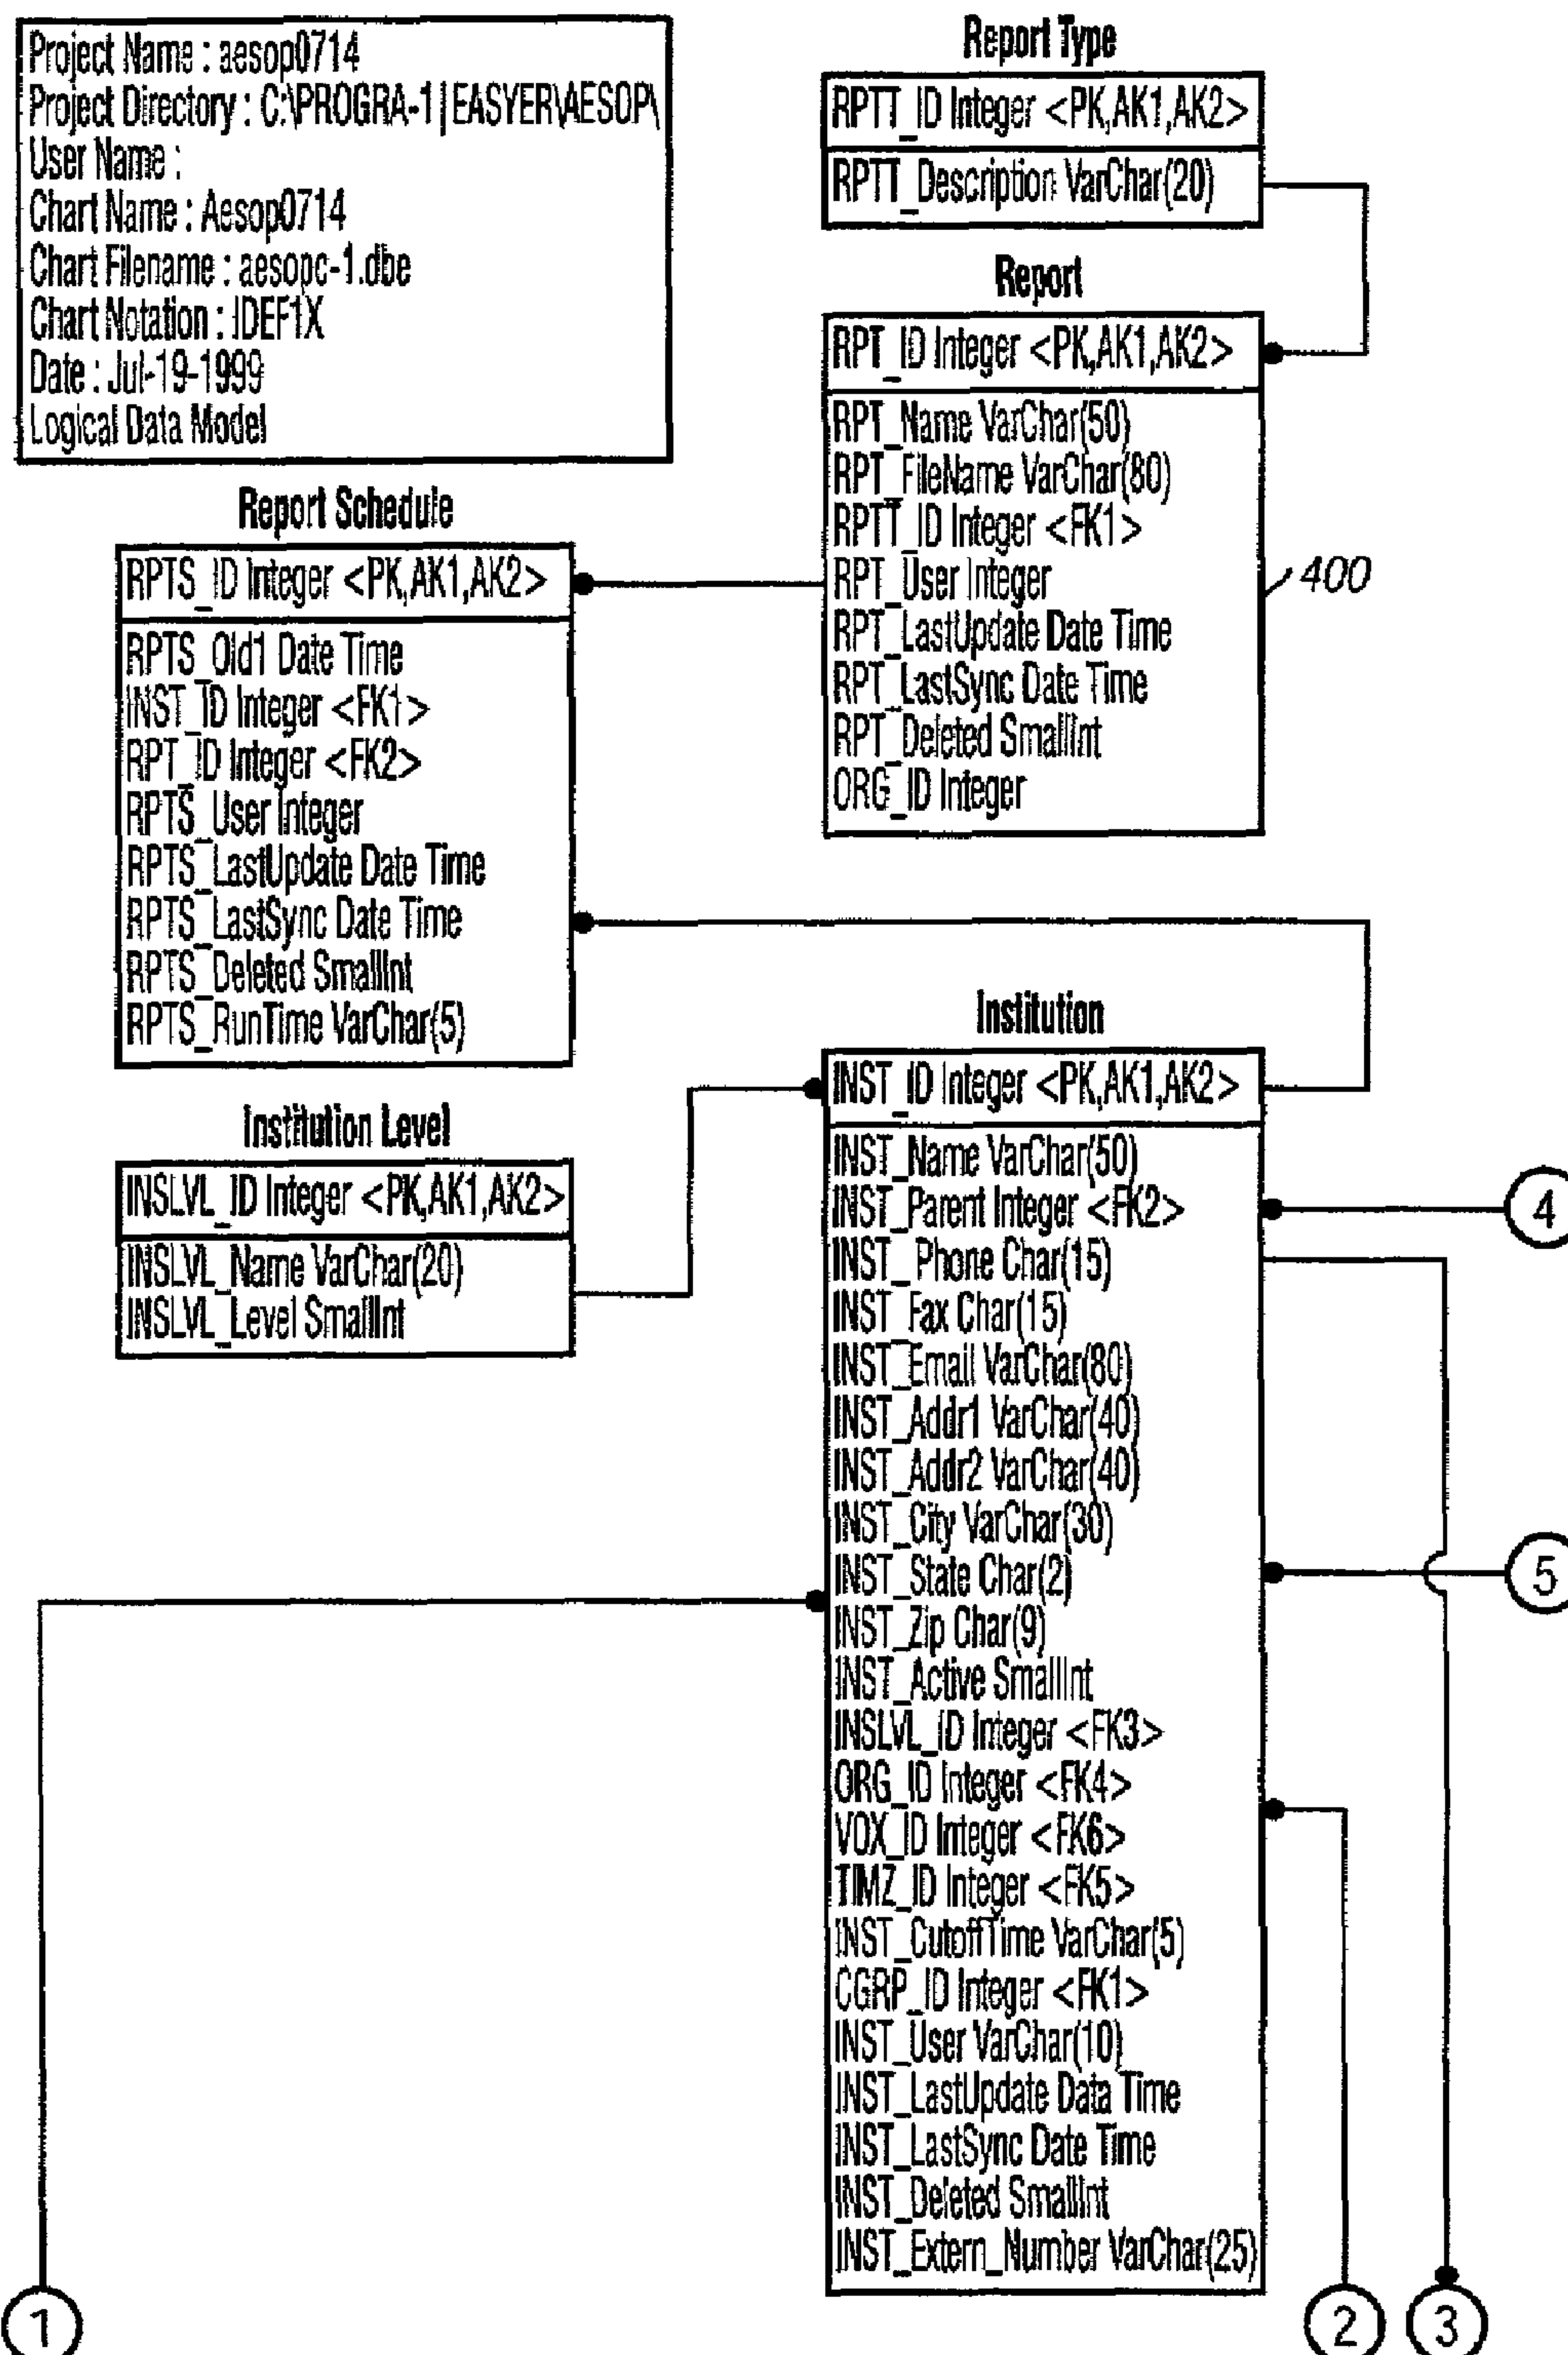 Project Name : aesop0714
Project Directory : C:\PROGRA-1|EASYER\AESOP\
User Name :
Chart Name : Aesop0714
Chart Filename : aesopc-1.dbe
Chart Notation : IDEF1X
Date : Jul-19-1999
Logical Data Model
Report Type
RPTT_ID Integer <PK,AK1,AK2>
RPTT_Description VarChar(20)
Report
RPT_ID Integer <PK,AK1,AK2>
RPT_Name VarChar(50)
RPT_FileName VarChar(80)
RPTT_ID Integer <FK1>
RPT_User Integer
RPT_LastUpdate Date Time
RPT_LastSync Date Time
RPT_Deleted SmallInt
ORG_ID Integer
400
Report Schedule
RPTS_ID Integer <PK,AK1,AK2>
RPTS_Old1 Date Time
INST_ID Integer <FK1>
RPT_ID Integer <FK2>
RPTS_User Integer
RPTS_LastUpdate Date Time
RPTS_LastSync Date Time
RPTS_Deleted SmallInt
RPTS_RunTime VarChar(5)
Institution Level
INSLVL_ID Integer <PK,AK1,AK2>
INSLVL_Name VarChar(20)
INSLVL_Level SmallInt
Institution
INST_ID Integer <PK,AK1,AK2>
INST_Name VarChar(50)
INST_Parent Integer <FK2>
INST_ Phone Char(15)
INST_Fax Char(15)
INST_Email VarChar(80)
INST_Addr1 VarChar(40)
INST_Addr2 VarChar(40)
INST_City VarChar(30)
INST_State Char(2)
INST_Zip Char(9)
INST_Active SmallInt
INSLVL_ID Integer <FK3>
ORG_ID Integer <FK4>
VOX_ID Integer <FK6>
TIMZ_ID Integer <FK5>
INST_CutoffTime VarChar(5)
CGRP_ID Integer <FK1>
INST_User VarChar(10)
INST_LastUpdate Data Time
INST_LastSync Date Time
INST_Deleted SmallInt
INST_Extern_Number VarChar(25)
4
5
1
2
3